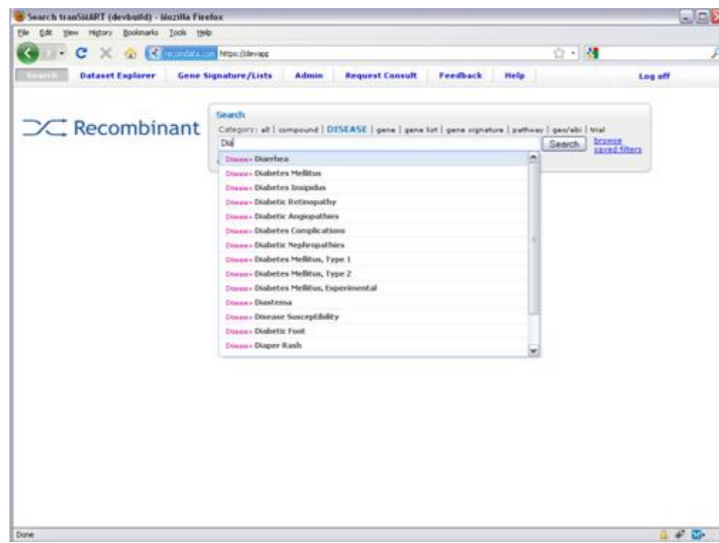 Search tranSMART (devbuild) - Mozilla Firefox
File Edit View History Bookmarks Tools Help
recondata.com https://devapp
Search Dataset Explorer Gene Signature/Lists Admin Request Consult Feedback Help Log off
Recombinant
Search
Category: all | compound | DISEASE | gene | gene list | gene signature | pathway | geo/ebi | trial
Dia
Search
browse
saved filters
Disease> Diarrhea
Disease> Diabetes Mellitus
Disease> Diabetes Insipidus
Disease> Diabetic Retinopathy
Disease> Diabetic Angiopathies
Disease> Diabetes Complications
Disease> Diabetic Nephropathies
Disease> Diabetes Mellitus, Type 1
Disease> Diabetes Mellitus, Type 2
Disease> Diabetes Mellitus, Experimental
Disease> Diastema
Disease> Disease Susceptibility
Disease> Diabetic Foot
Disease> Diaper Rash
Done